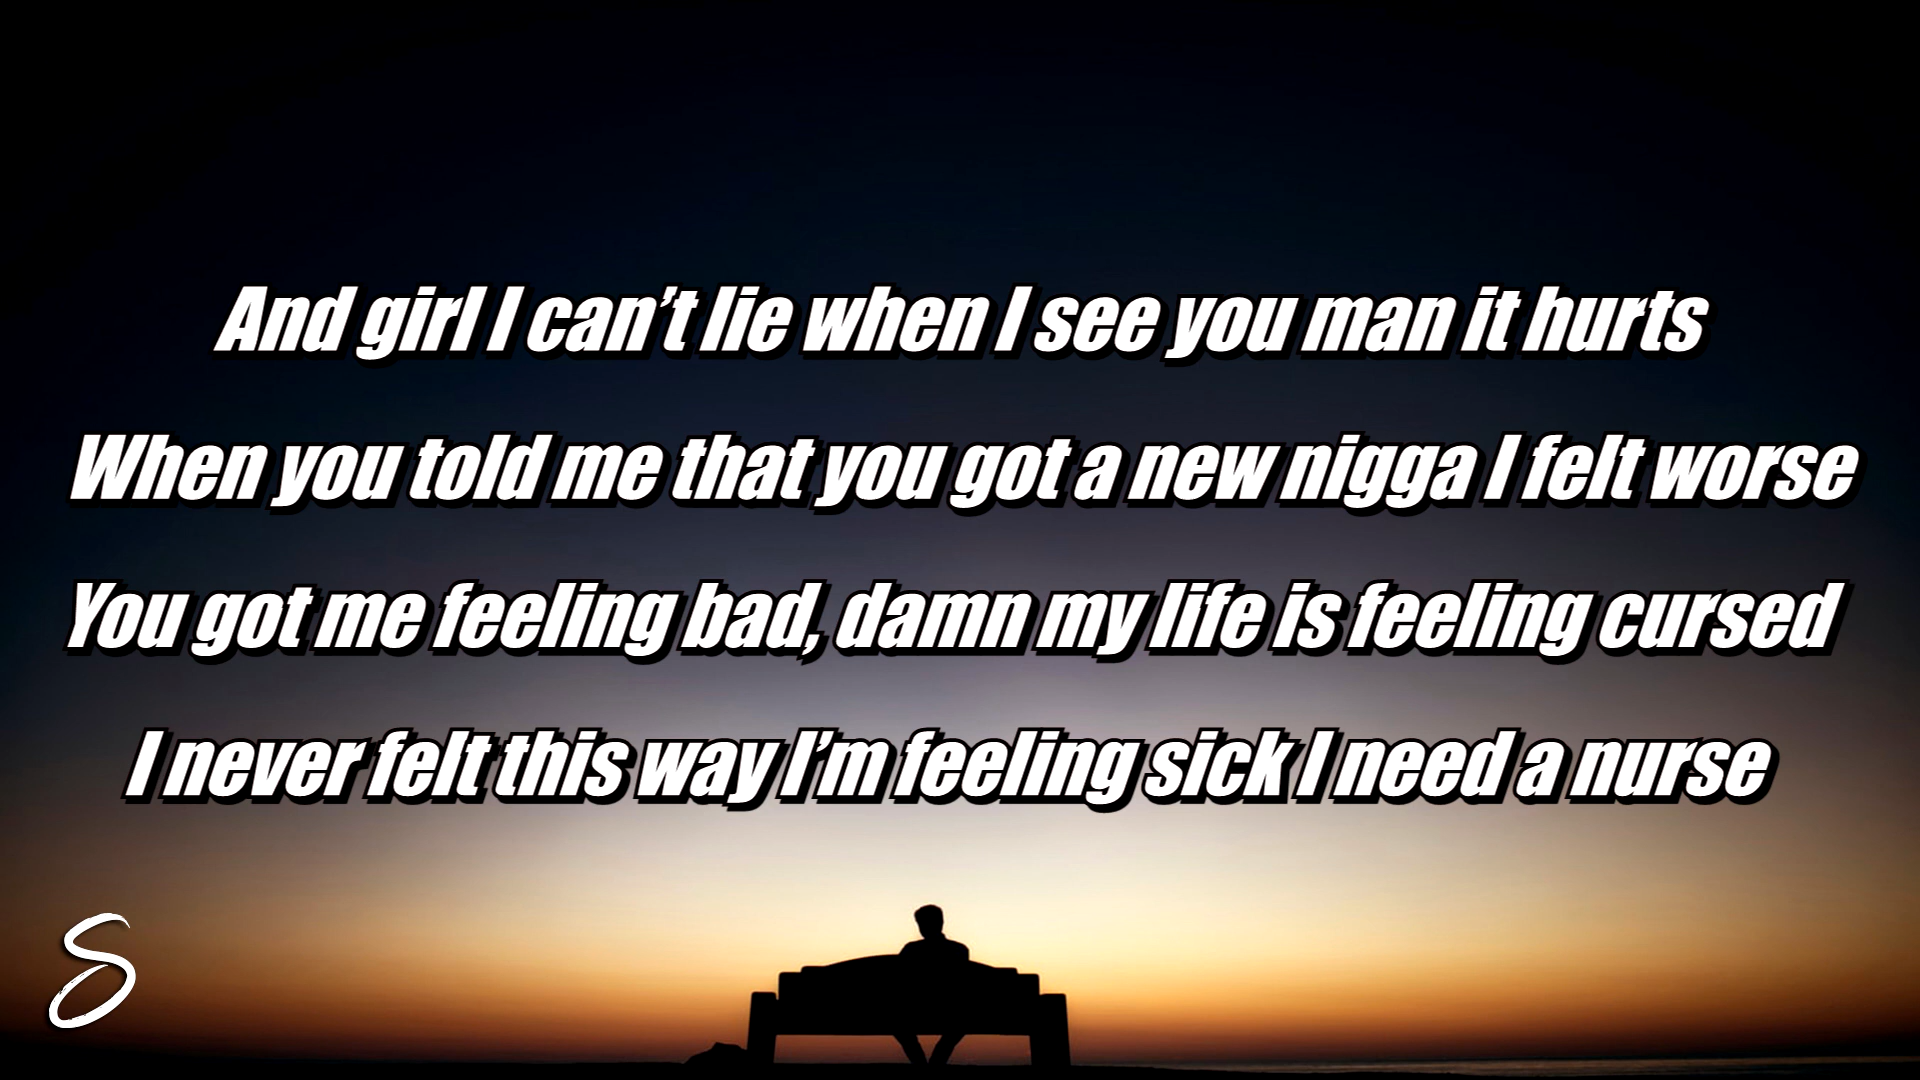 And girl I can’t lie when I see you man it hurts
When you told me that you got a new nigga I felt worse
You got me feeling bad, damn my life is feeling cursed
I never felt this way I’m feeling sick I need a nurse
S